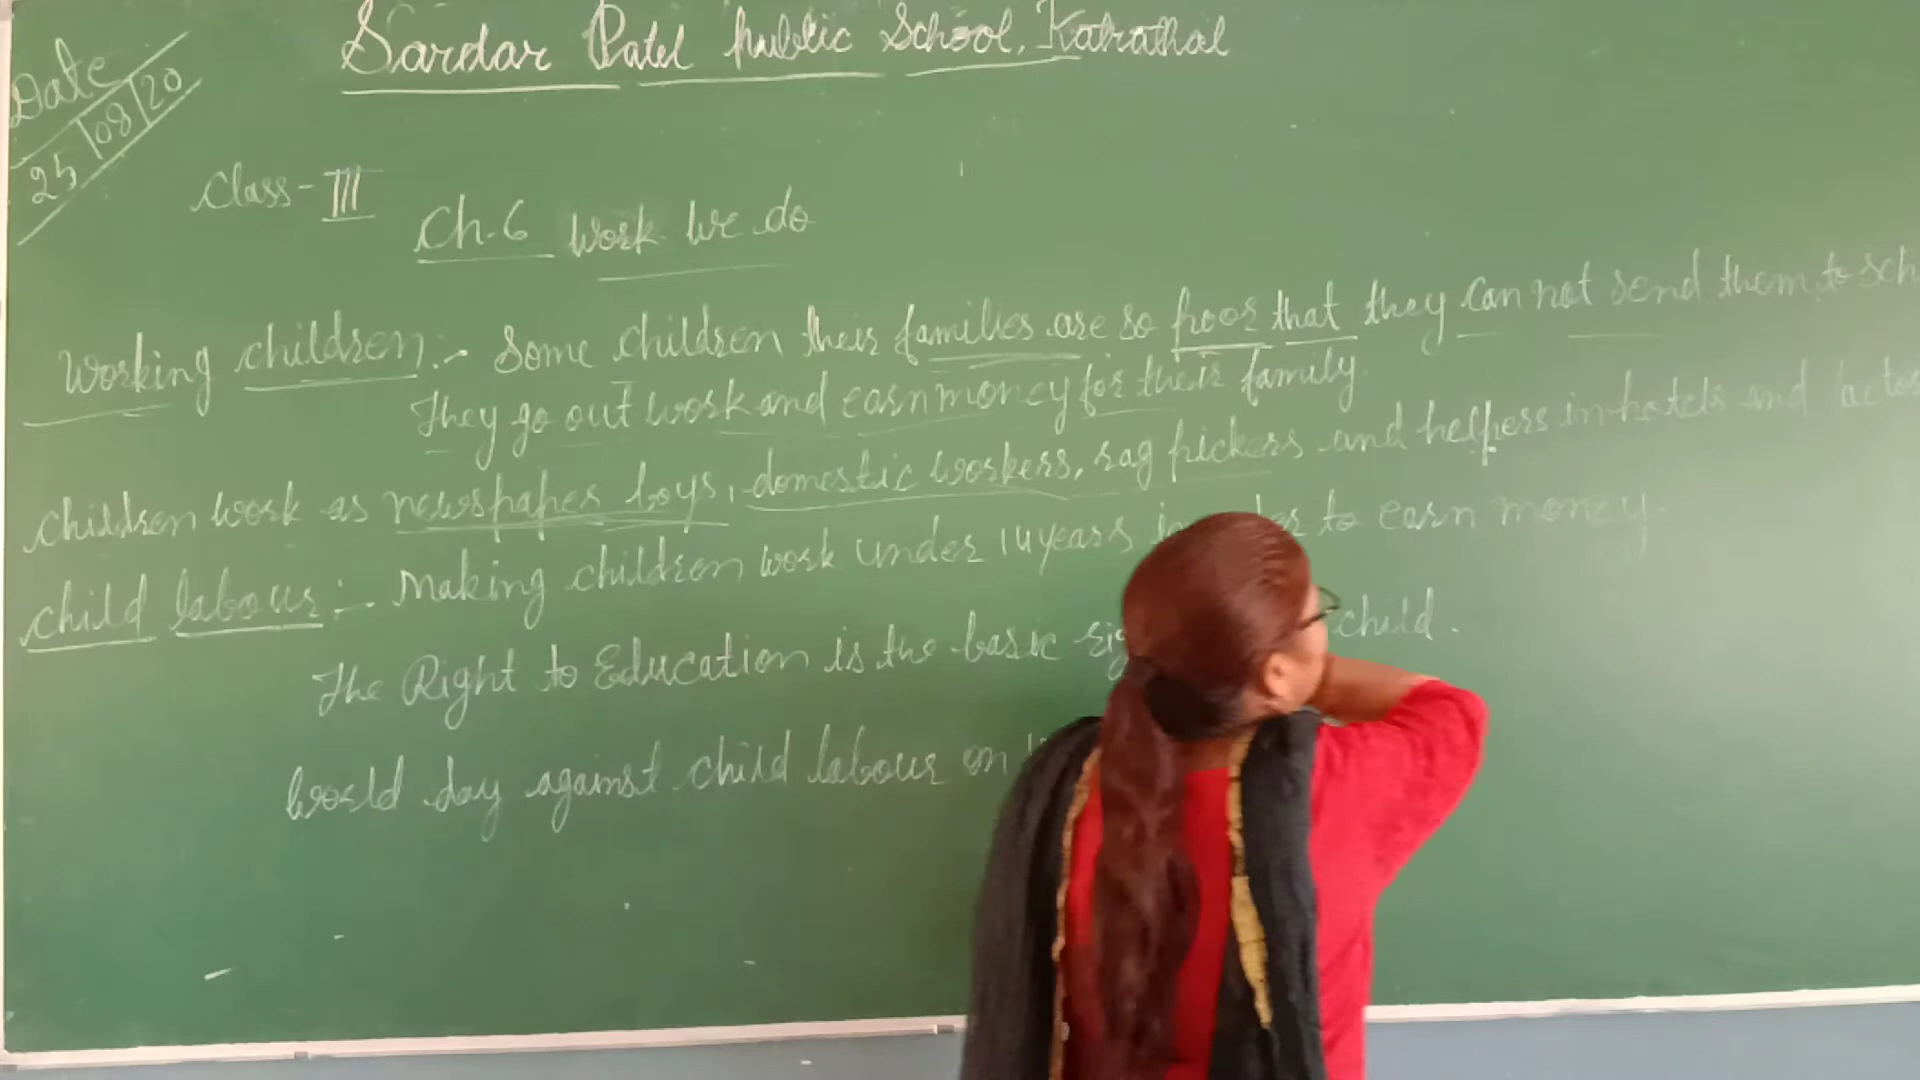 Sardar Patel Public School, Katrathal
Date
25/08/20
Class - III
Ch.6 Work We do
Working children :- Some children their families are so poor that they can not send them to sch
They go out work and earn money for their family
children work as newspaper boys, domestic workers, rag pickers and helpers in hotels and
child labour :- Making children work under 14 years to earn money.
The Right to Education is the basic child.
World day against child labour on